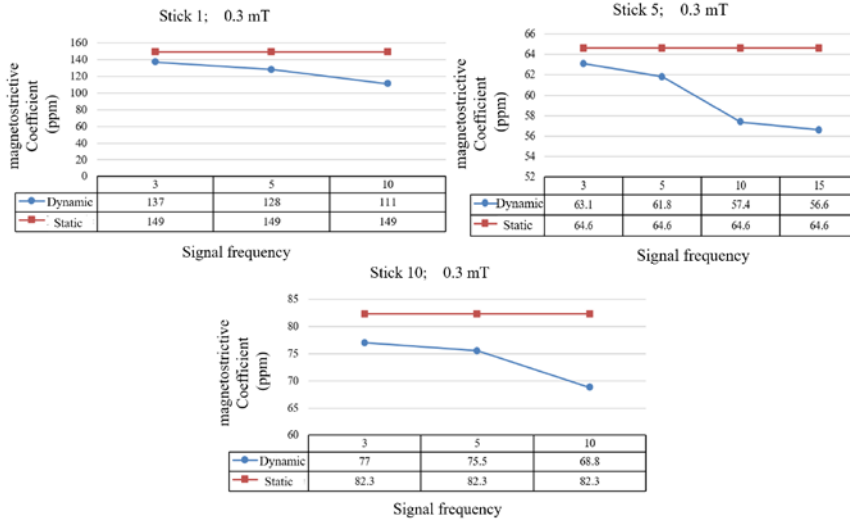 Stick 1; 0.3 mT
magnetostrictive
Coefficient
(ppm)
160
140
120
100
80
60
40
20
0
3 5 10
Dynamic 137 128 111
Static 149 149 149
Signal frequency
Stick 5; 0.3 mT
magnetostrictive
Coefficient
(ppm)
66
64
62
60
58
56
54
52
3 5 10 15
Dynamic 63.1 61.8 57.4 56.6
Static 64.6 64.6 64.6 64.6
Signal frequency
Stick 10; 0.3 mT
magnetostrictive
Coefficient
(ppm)
85
80
75
70
65
60
3 5 10
Dynamic 77 75.5 68.8
Static 82.3 82.3 82.3
Signal frequency